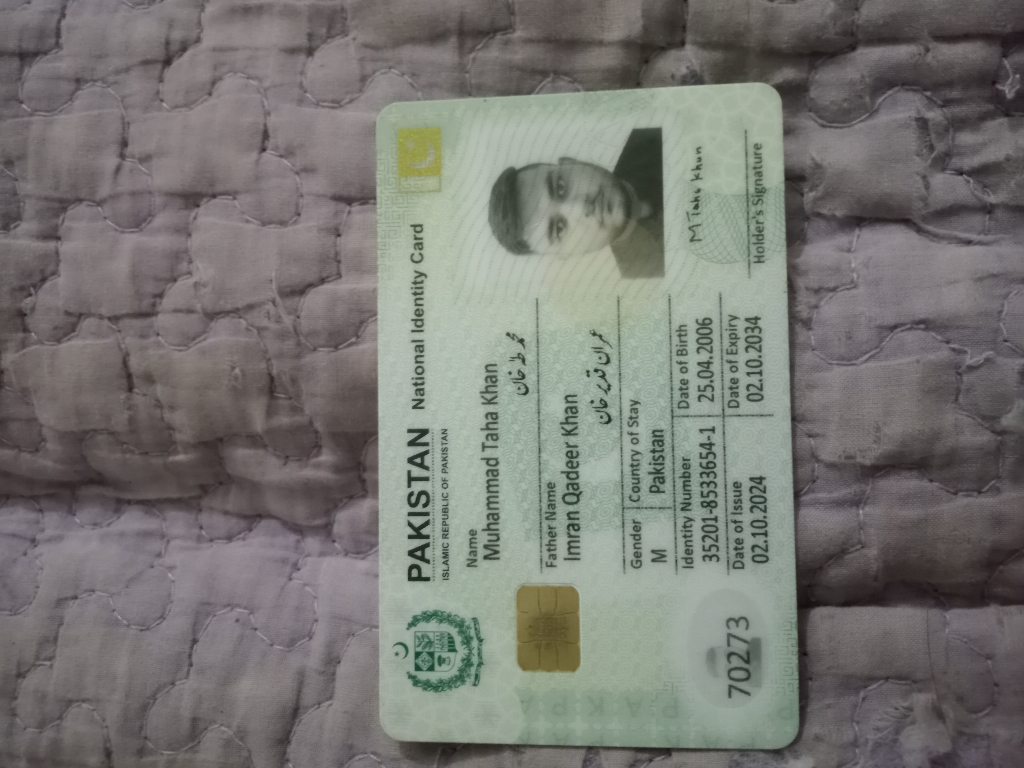 PAKISTAN National Identity Card
ISLAMIC REPUBLIC OF PAKISTAN
Name
Muhammad Taha Khan
محمد طہ خان
Father Name
Imran Qadeer Khan
عمران قدیر خان
Gender Country of Stay
M Pakistan
Identity Number Date of Birth
35201-8533654-1 25.04.2006
Date of Issue Date of Expiry
02.10.2024 02.10.2034
M Taha Khan
Holder's Signature
70273